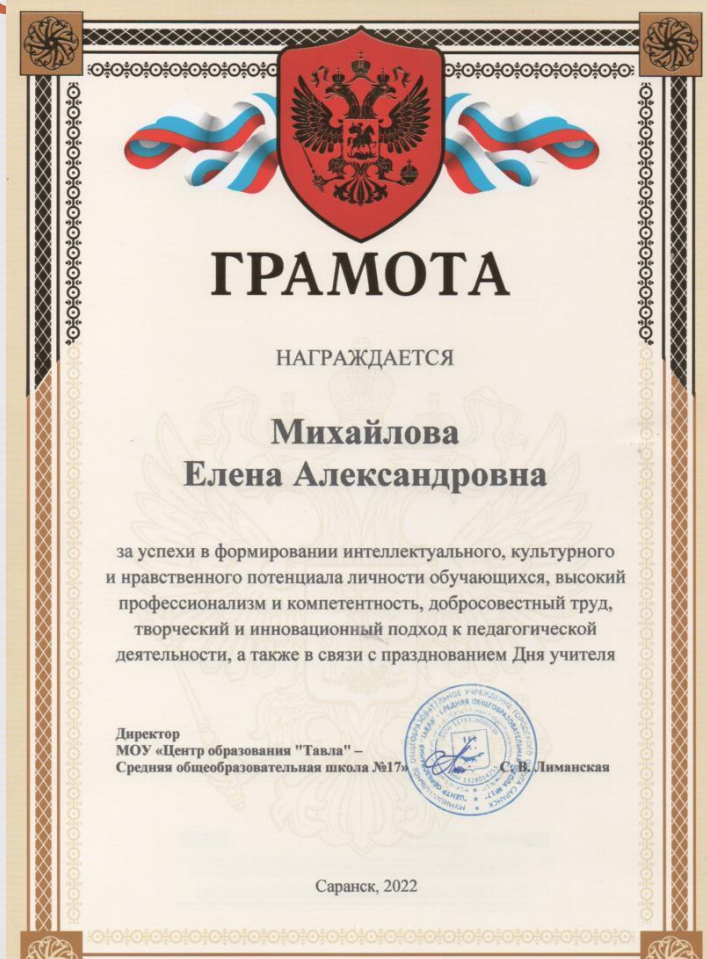 ГРАМОТА
НАГРАЖДАЕТСЯ
Михайлова
Елена Александровна
за успехи в формировании интеллектуального, культурного
и нравственного потенциала личности обучающихся, высокий
профессионализм и компетентность, добросовестный труд,
творческий и инновационный подход к педагогической
деятельности, а также в связи с празднованием Дня учителя
Директор
МОУ «Центр образования "Тавла" –
Средняя общеобразовательная школа №17»
С. В. Лиманская
Саранск, 2022